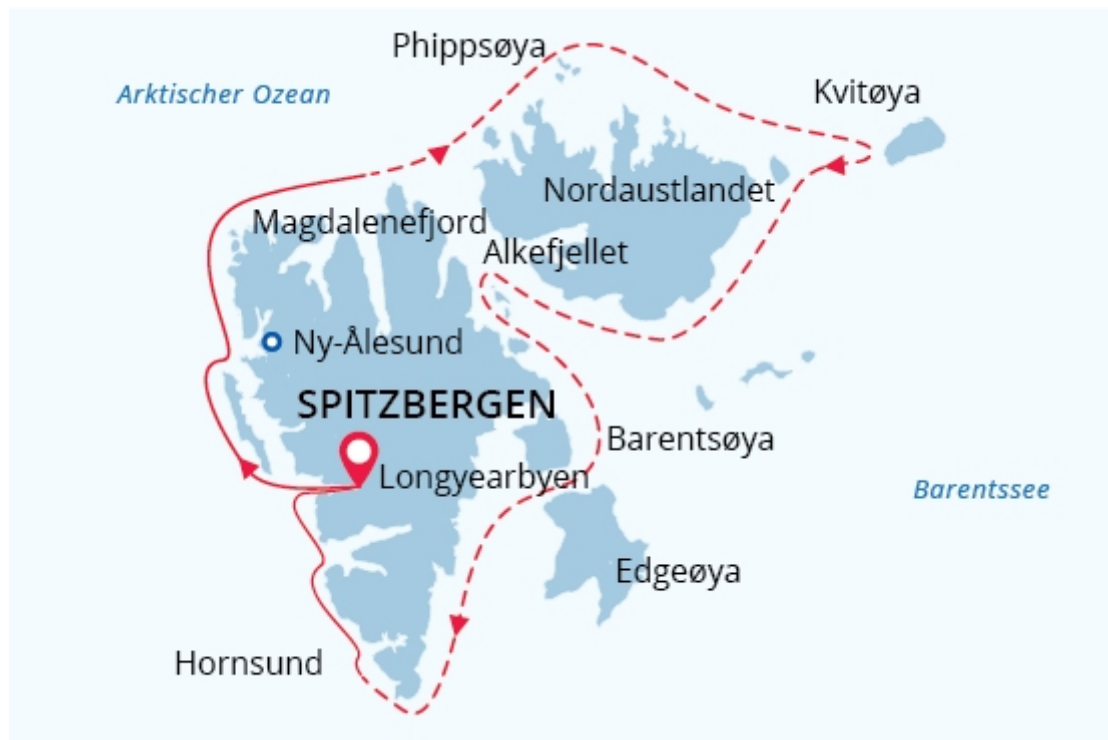 Phippsøya
Arktischer Ozean
Kvitøya
Nordaustlandet
Magdalenefjord
Alkefjellet
Ny-Ålesund
SPITZBERGEN
Barentsøya
Longyearbyen
Barentssee
Edgeøya
Hornsund